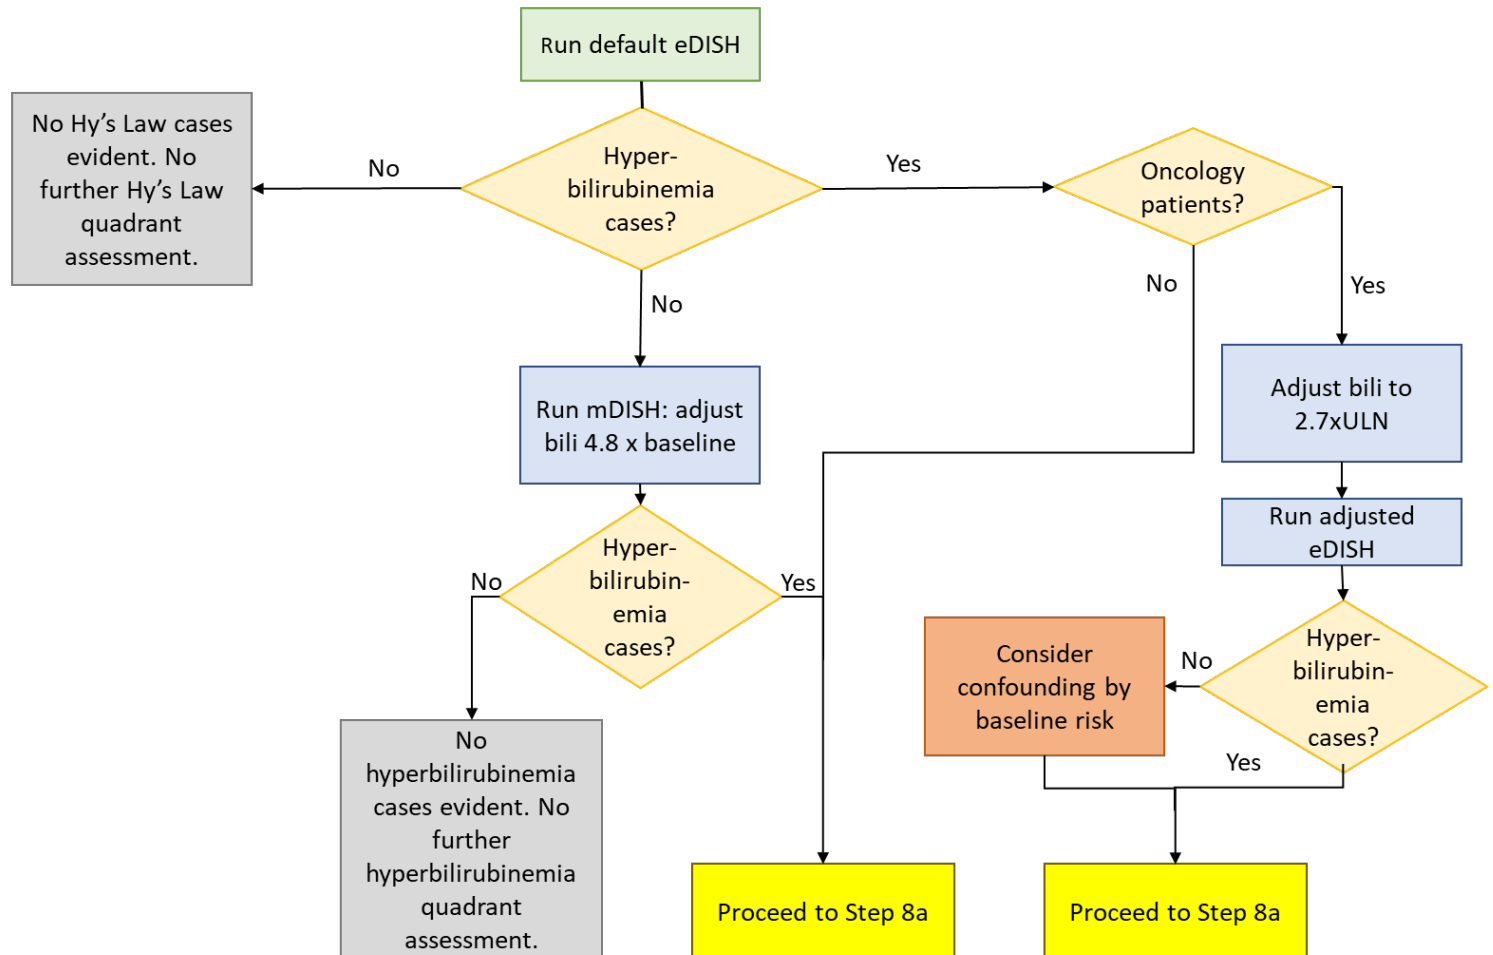 Run default eDISH
No Hy’s Law cases
evident. No
further Hy’s Law
quadrant
assessment.
No
Hyper-
bilirubinemia
cases?
Yes
Oncology
patients?
No
No
Yes
Run mDISH: adjust
bili 4.8 x baseline
Adjust bili to
2.7xULN
Run adjusted
eDISH
No
Hyper-
bilirubin-
emia
cases?
Yes
Consider
confounding by
baseline risk
No
Hyper-
bilirubin-
emia
cases?
Yes
No
hyperbilirubinemia
cases evident. No
further
hyperbilirubinemia
quadrant
assessment.
Proceed to Step 8a
Proceed to Step 8a